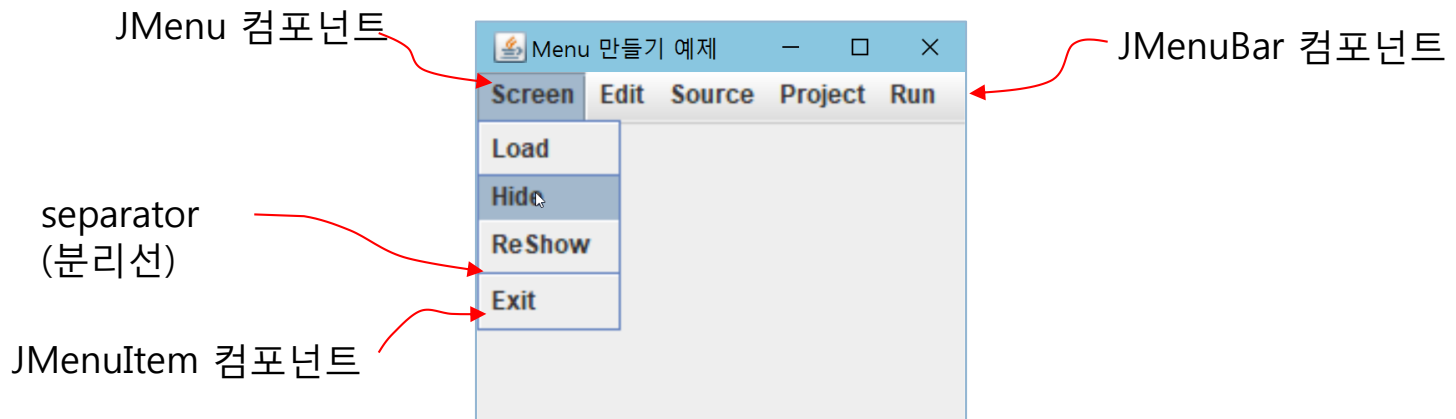 JMenu 컴포넌트
Menu 만들기 예제
JMenuBar 컴포넌트
Screen Edit Source Project Run
Load
Hide
separator
(분리선)
ReShow
Exit
JMenuItem 컴포넌트